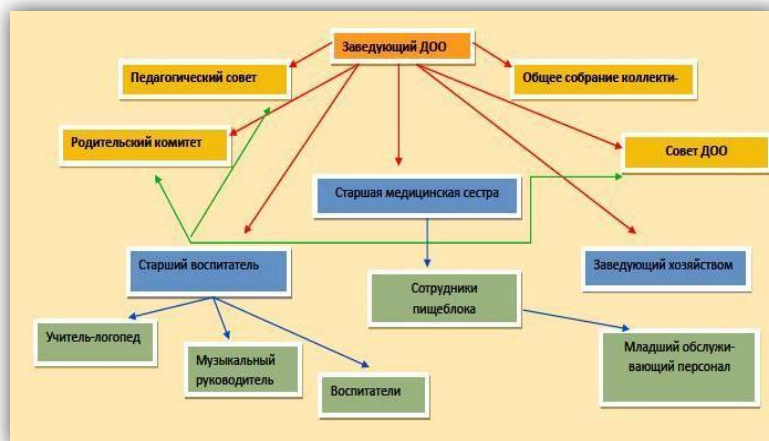 Заведующий ДОО
Педагогический совет
Общее собрание коллекти-
Родительский комитет
Совет ДОО
Старшая медицинская сестра
Старший воспитатель
Заведующий хозяйством
Сотрудники
пищеблока
Учитель-логопед
Музыкальный
руководитель
Воспитатели
Младший обслужи-
вающий персонал